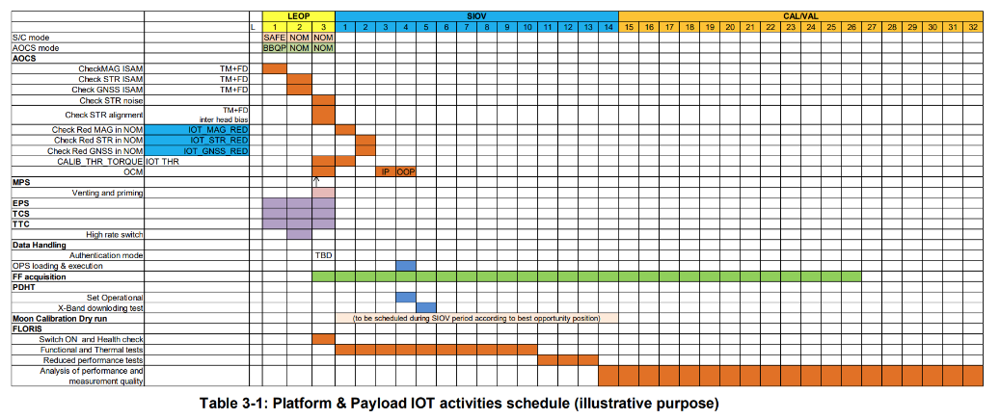 LEOP SIOV CAL/VAL
L 1 2 3 1 2 3 4 5 6 7 8 9 10 11 12 13 14 15 16 17 18 19 20 21 22 23 24 25 26 27 28 29 30 31 32
S/C mode SAFE NOM NOM
AOCS mode BBQP NOM NOM
AOCS
CheckMAG ISAM TM+FD
Check STR ISAM TM+FD
Check GNSS ISAM TM+FD
Check STR noise
Check STR alignment TM+FD
inter head bias
Check Red MAG in NOM IOT_MAG_RED
Check Red STR in NOM IOT_STR_RED
Check Red GNSS in NOM IOT_GNSS_RED
CALIB_THR_TORQUE IOT THR
OCM IP OOP
MPS
Venting and priming
EPS
TCS
TTC
High rate switch
Data Handling
Authentication mode TBD
OPS loading & execution
FF acquisition
PDHT
Set Operational
X-Band downloding test
Moon Calibration Dry run (to be scheduled during SIOV period according to best opportunity position)
FLORIS
Switch ON and Health check
Functional and Thermal tests
Reduced performance tests
Analysis of performance and
measurement quality
Table 3-1: Platform & Payload IOT activities schedule (illustrative purpose)